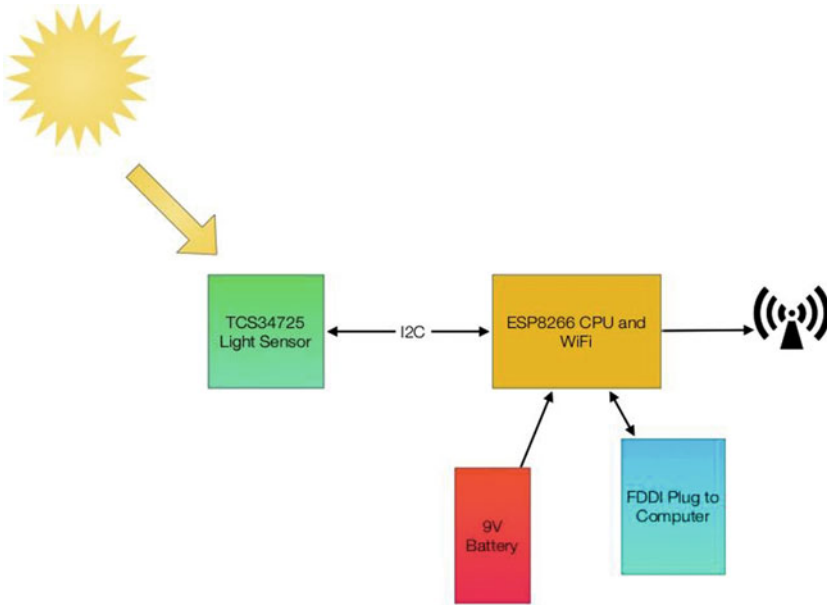 TCS34725
Light Sensor
I2C
ESP8266 CPU and
WiFi
9V
Battery
FDDI Plug to
Computer